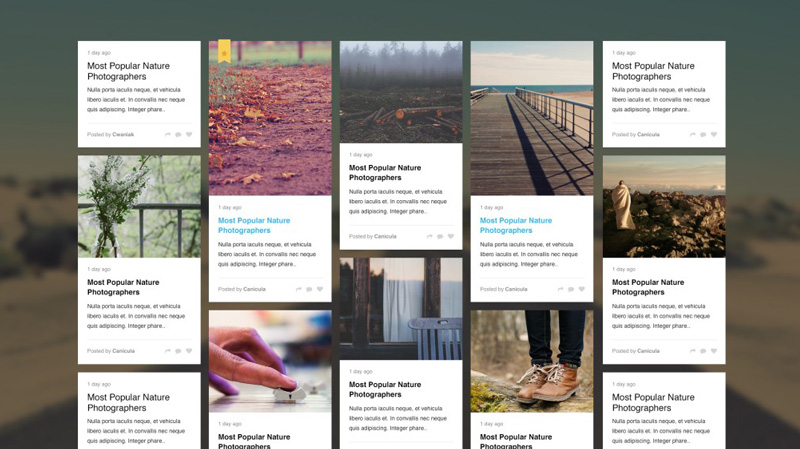 1 day ago
Most Popular Nature
Photographers
Nulla porta iaculis neque, et vehicula
libero iaculis et. In convallis nec neque
quis adipiscing. Integer phare..
Posted by Cwaniak
1 day ago
Most Popular Nature
Photographers
Nulla porta iaculis neque, et vehicula
libero iaculis et. In convallis nec neque
quis adipiscing. Integer phare..
Posted by Canicula
1 day ago
Most Popular Nature
Photographers
Nulla porta iaculis neque, et vehicula
libero iaculis et. In convallis nec neque
quis adipiscing. Integer phare..
1 day ago
Most Popular Nature
Photographers
Nulla porta iaculis neque, et vehicula
libero iaculis et. In convallis nec neque
quis adipiscing. Integer phare..
Posted by Canicula
1 day ago
Most Popular Nature
Photographers
1 day ago
Most Popular Nature
Photographers
Nulla porta iaculis neque, et vehicula
libero iaculis et. In convallis nec neque
quis adipiscing. Integer phare..
Posted by Canicula
1 day ago
Most Popular Nature
Photographers
Nulla porta iaculis neque, et vehicula
libero iaculis et. In convallis nec neque
quis adipiscing. Integer phare..
1 day ago
Most Popular Nature
Photographers
Nulla porta iaculis neque, et vehicula
libero iaculis et. In convallis nec neque
quis adipiscing. Integer phare..
Posted by Canicula
1 day ago
Most Popular Nature
Photographers
1 day ago
Most Popular Nature
Photographers
Nulla porta iaculis neque, et vehicula
libero iaculis et. In convallis nec neque
quis adipiscing. Integer phare..
Posted by Canicula
1 day ago
Most Popular Nature
Photographers
Nulla porta iaculis neque, et vehicula
libero iaculis et. In convallis nec neque
quis adipiscing. Integer phare..
Posted by Canicula
1 day ago
Most Popular Nature
Photographers
Nulla porta iaculis neque, et vehicula
libero iaculis et. In convallis nec neque
quis adipiscing. Integer phare..